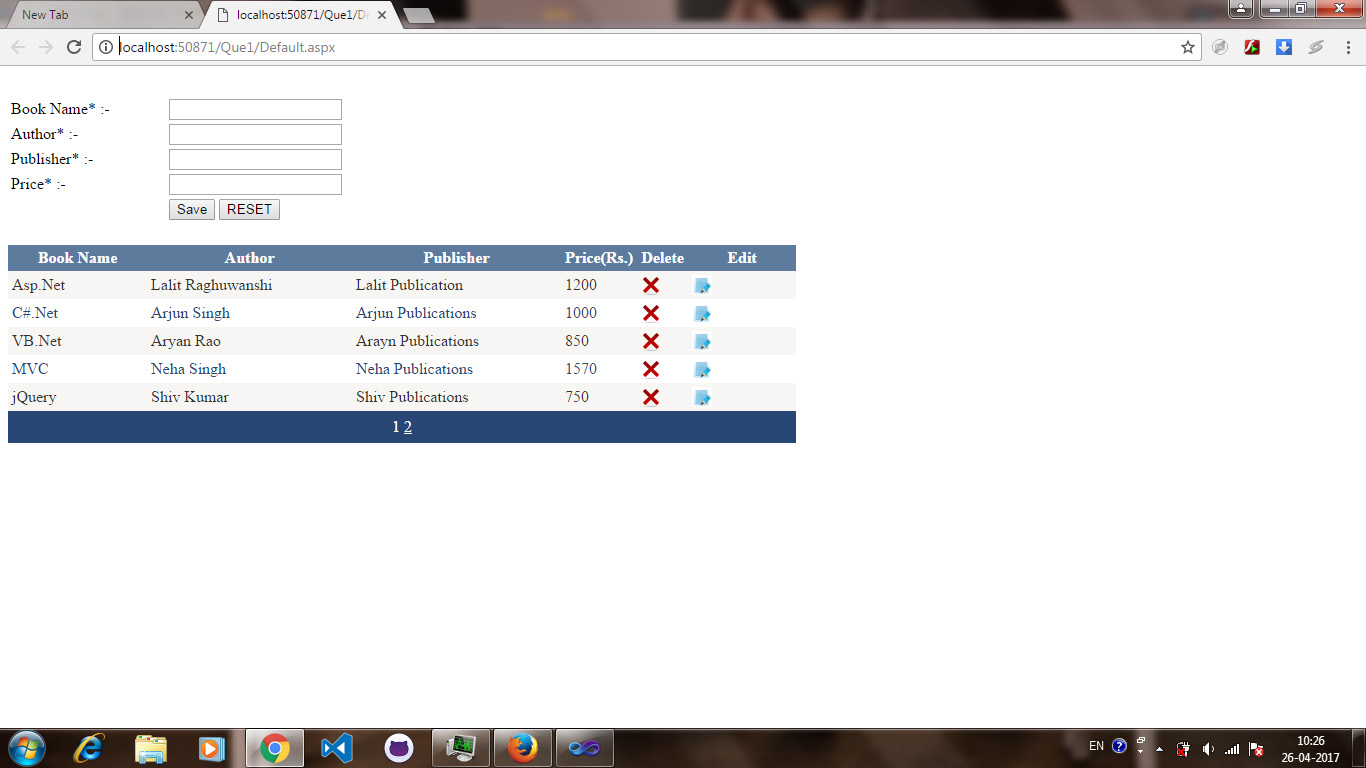 New Tab
localhost:50871/Que1/De
localhost:50871/Que1/Default.aspx
Book Name* :-
Author* :-
Publisher* :-
Price* :-
Save RESET
Book Name Author Publisher Price(Rs.) Delete Edit
Asp.Net Lalit Raghuwanshi Lalit Publication 1200
C#.Net Arjun Singh Arjun Publications 1000
VB.Net Aryan Rao Arayn Publications 850
MVC Neha Singh Neha Publications 1570
jQuery Shiv Kumar Shiv Publications 750
1 2
EN
10:26
26-04-2017